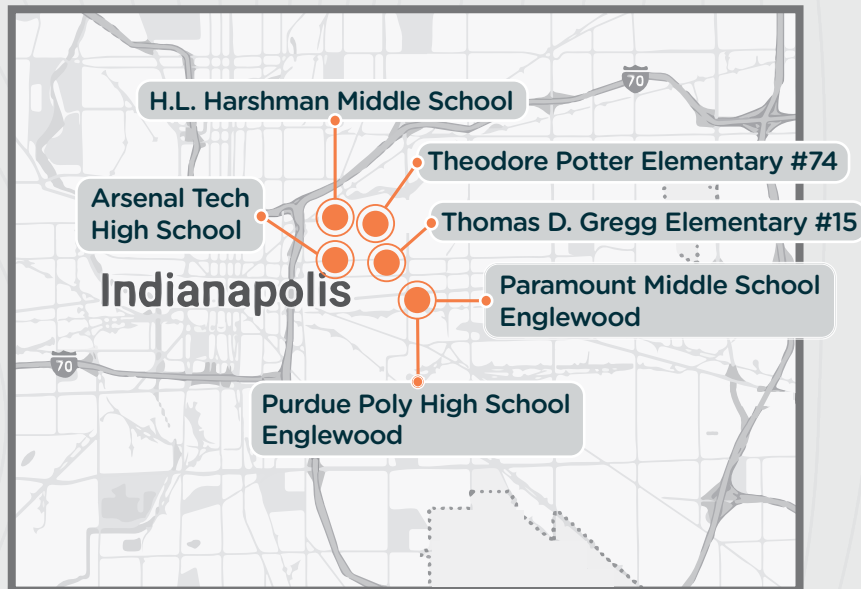 70
H.L. Harshman Middle School
Theodore Potter Elementary #74
Arsenal Tech
High School
Thomas D. Gregg Elementary #15
Indianapolis
Paramount Middle School
Englewood
70
Purdue Poly High School
Englewood